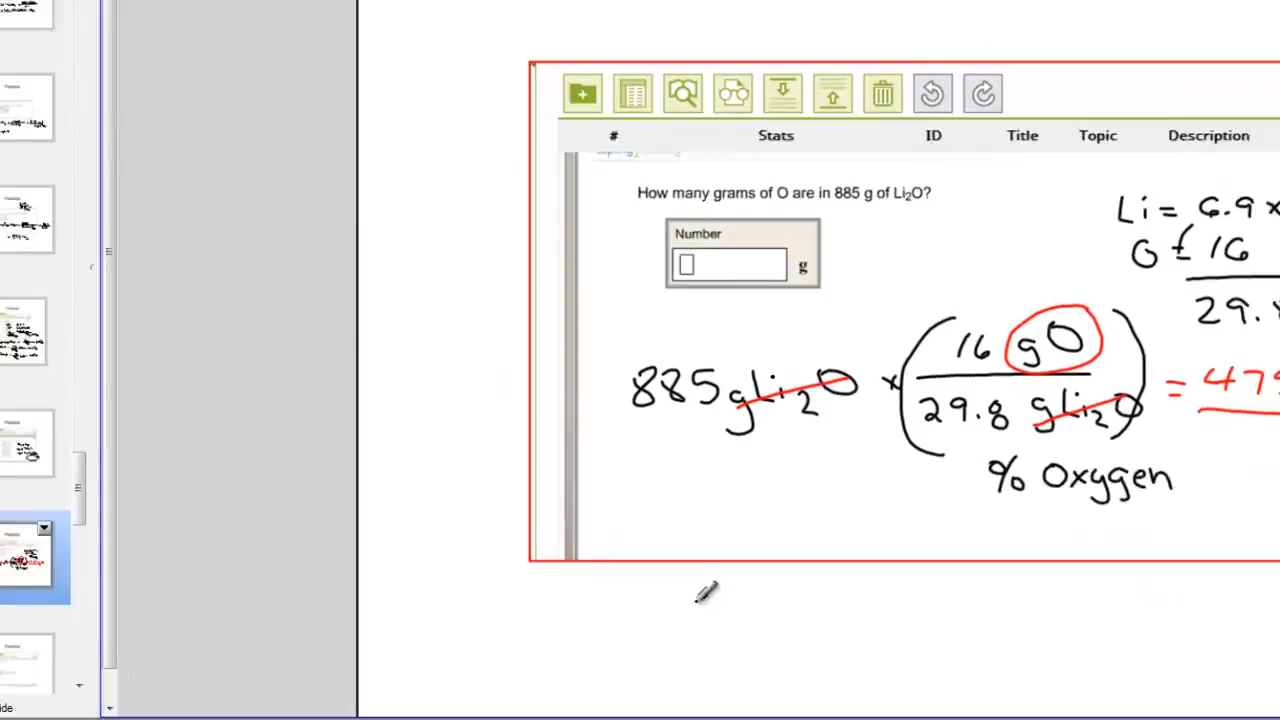 # Stats ID Title Topic Description
How many grams of O are in 885 g of Li₂O?
Number
g
Li = 6.9 x
O = 16
29.
885 g Li₂O x ( 16 g O / 29.8 g Li₂O ) = 47
% Oxygen
ide